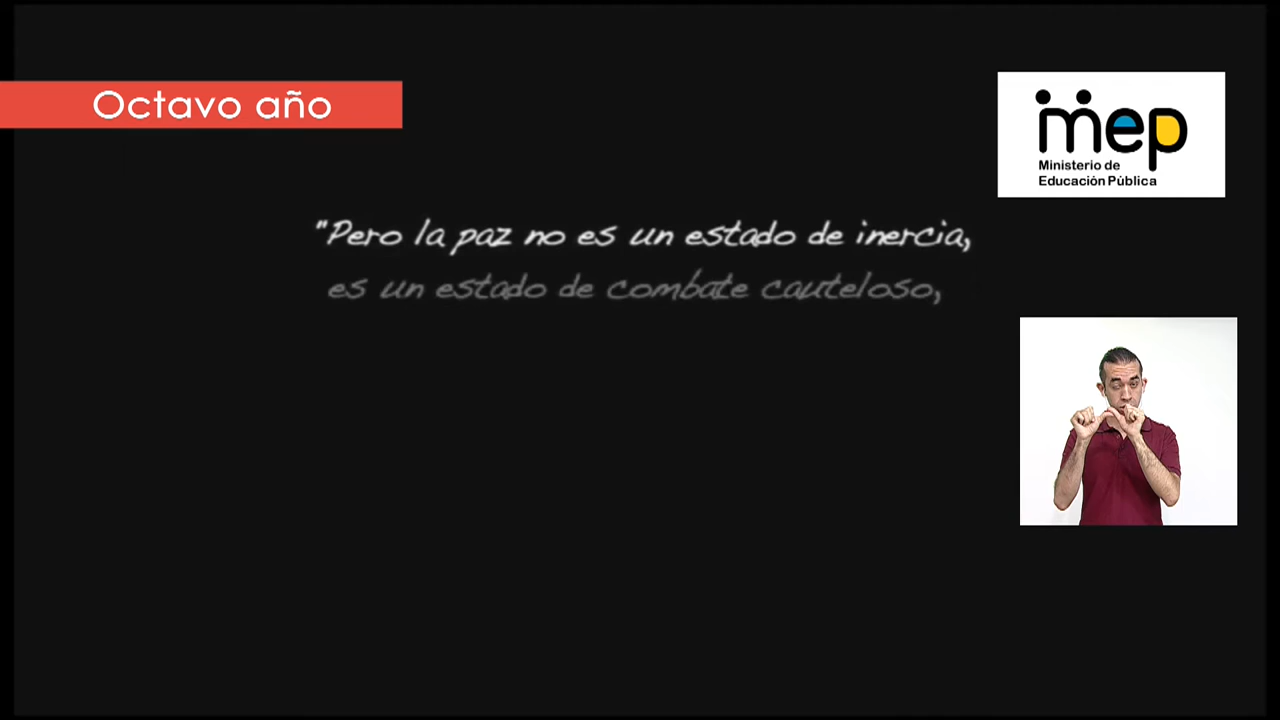 Octavo año
mep
Ministerio de
Educación Pública
"Pero la paz no es un estado de inercia,
es un estado de combate cauteloso,